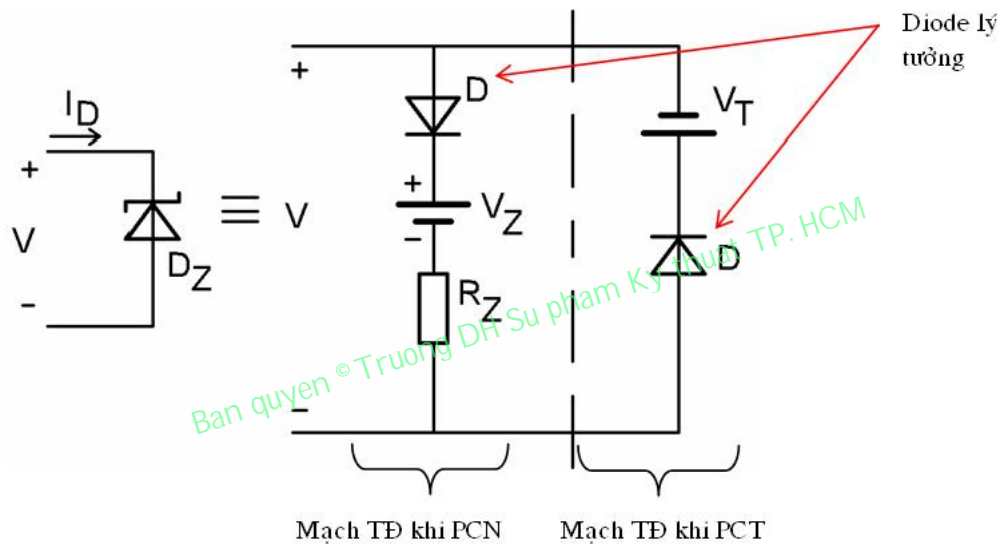 Diode lý
tưởng
+
D
V_T
I_D
+
+
V_Z
V
V
−
D
D_Z
−
R_Z
−
Ban quyen © Truong DH Su pham Ky thuat TP. HCM
Mạch TĐ khi PCN
Mạch TĐ khi PCT